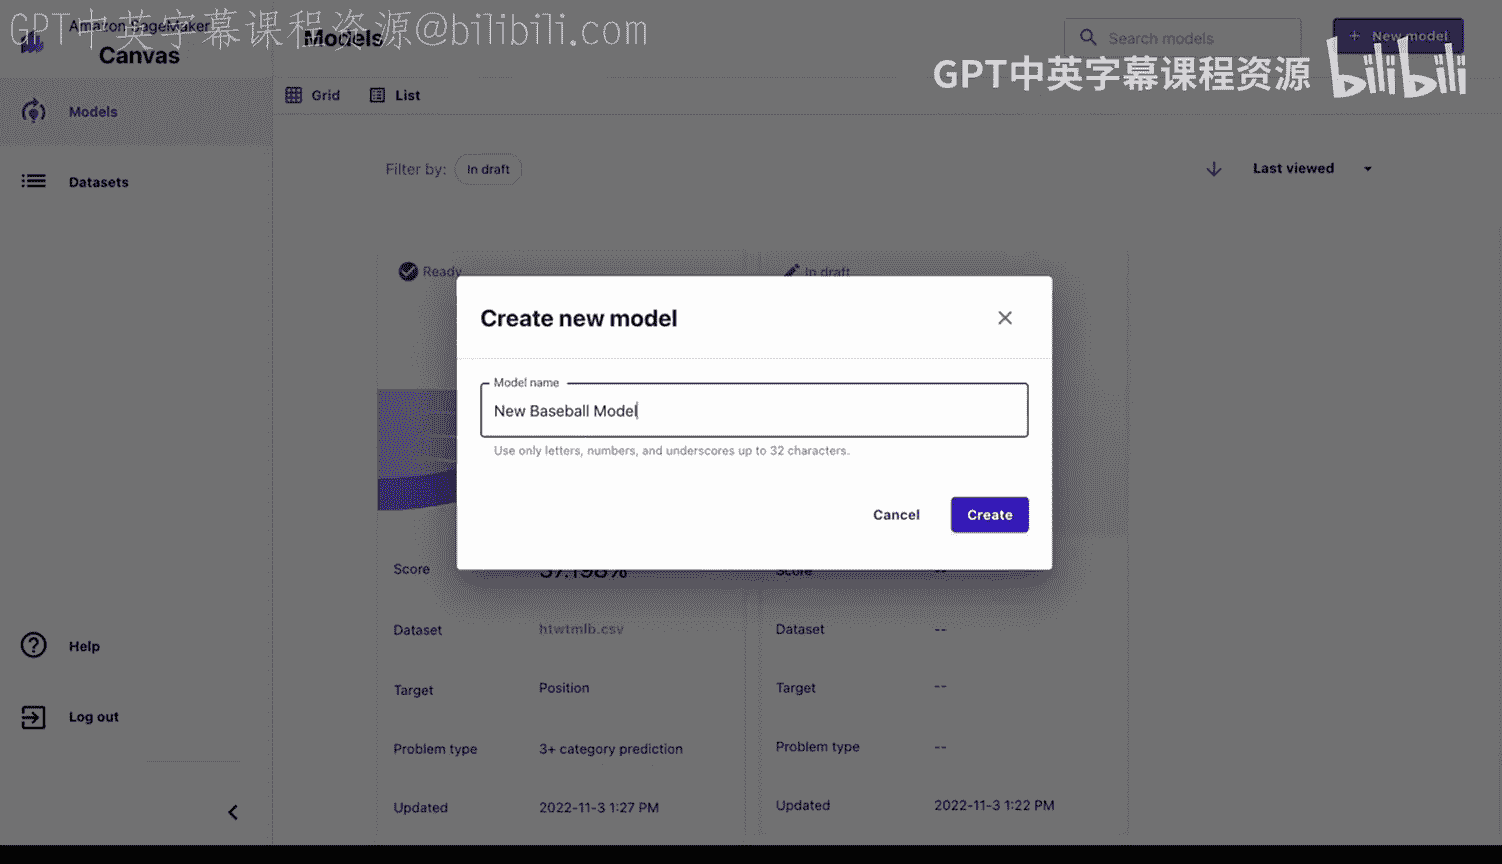 GPT中英字幕课程资源@bilibili.com
Amazon SageMaker
Canvas
Models
Search models
+ New model
GPT中英字幕课程资源 bilibili
Models
Grid
List
Datasets
Filter by:
In draft
Last viewed
Ready
In draft
Create new model
Model name
New Baseball Model
Use only letters, numbers, and underscores up to 32 characters.
Cancel
Create
Score
57.198%
Score
--
Dataset
htwtmlb.csv
Dataset
--
Target
Position
Target
--
Problem type
3+ category prediction
Problem type
--
Updated
2022-11-3 1:27 PM
Updated
2022-11-3 1:22 PM
Help
Log out